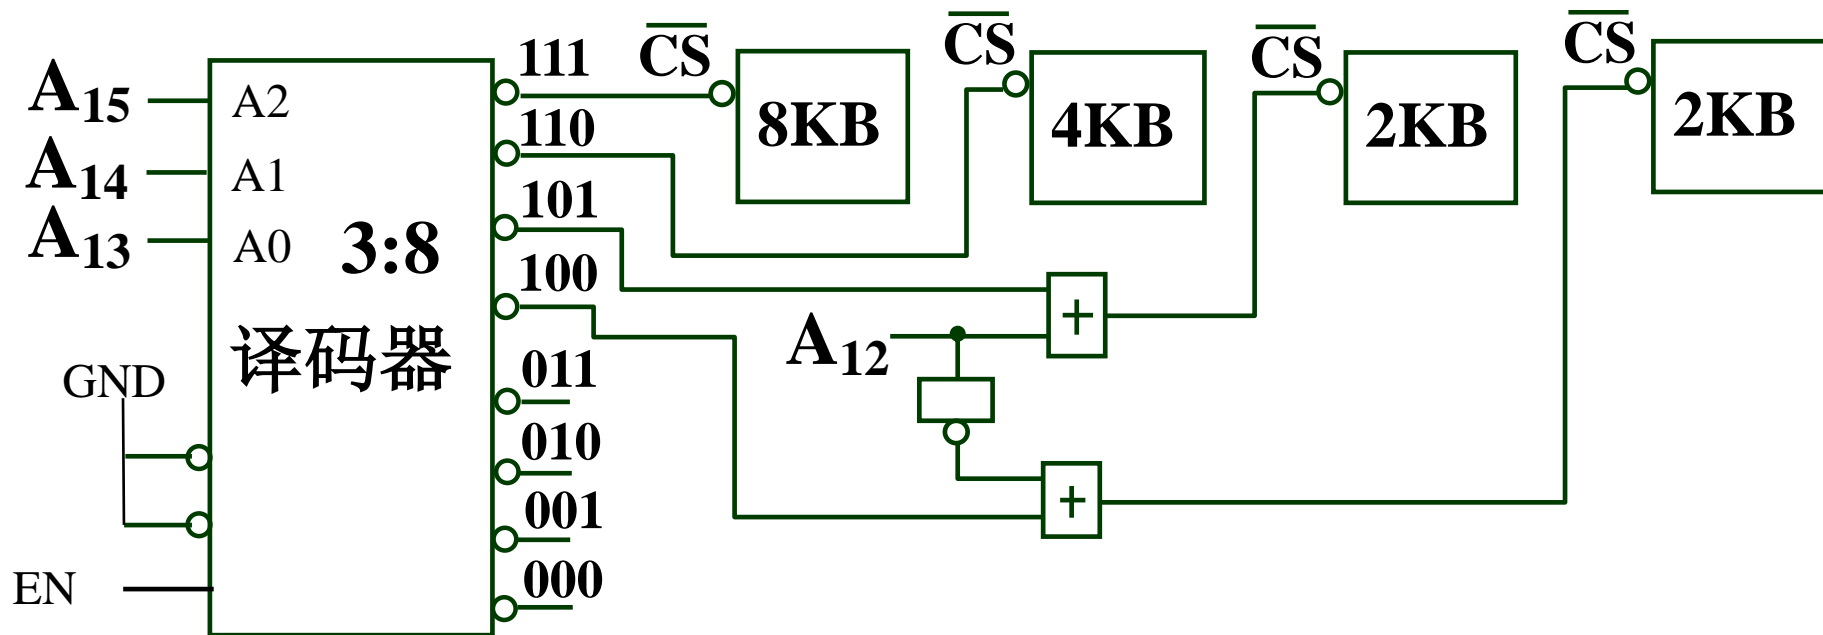 A15
A14
A13
A2
A1
A0
3:8
译码器
GND
EN
111
110
101
100
011
010
001
000
CS
8KB
CS
4KB
CS
2KB
CS
2KB
A12
+
+